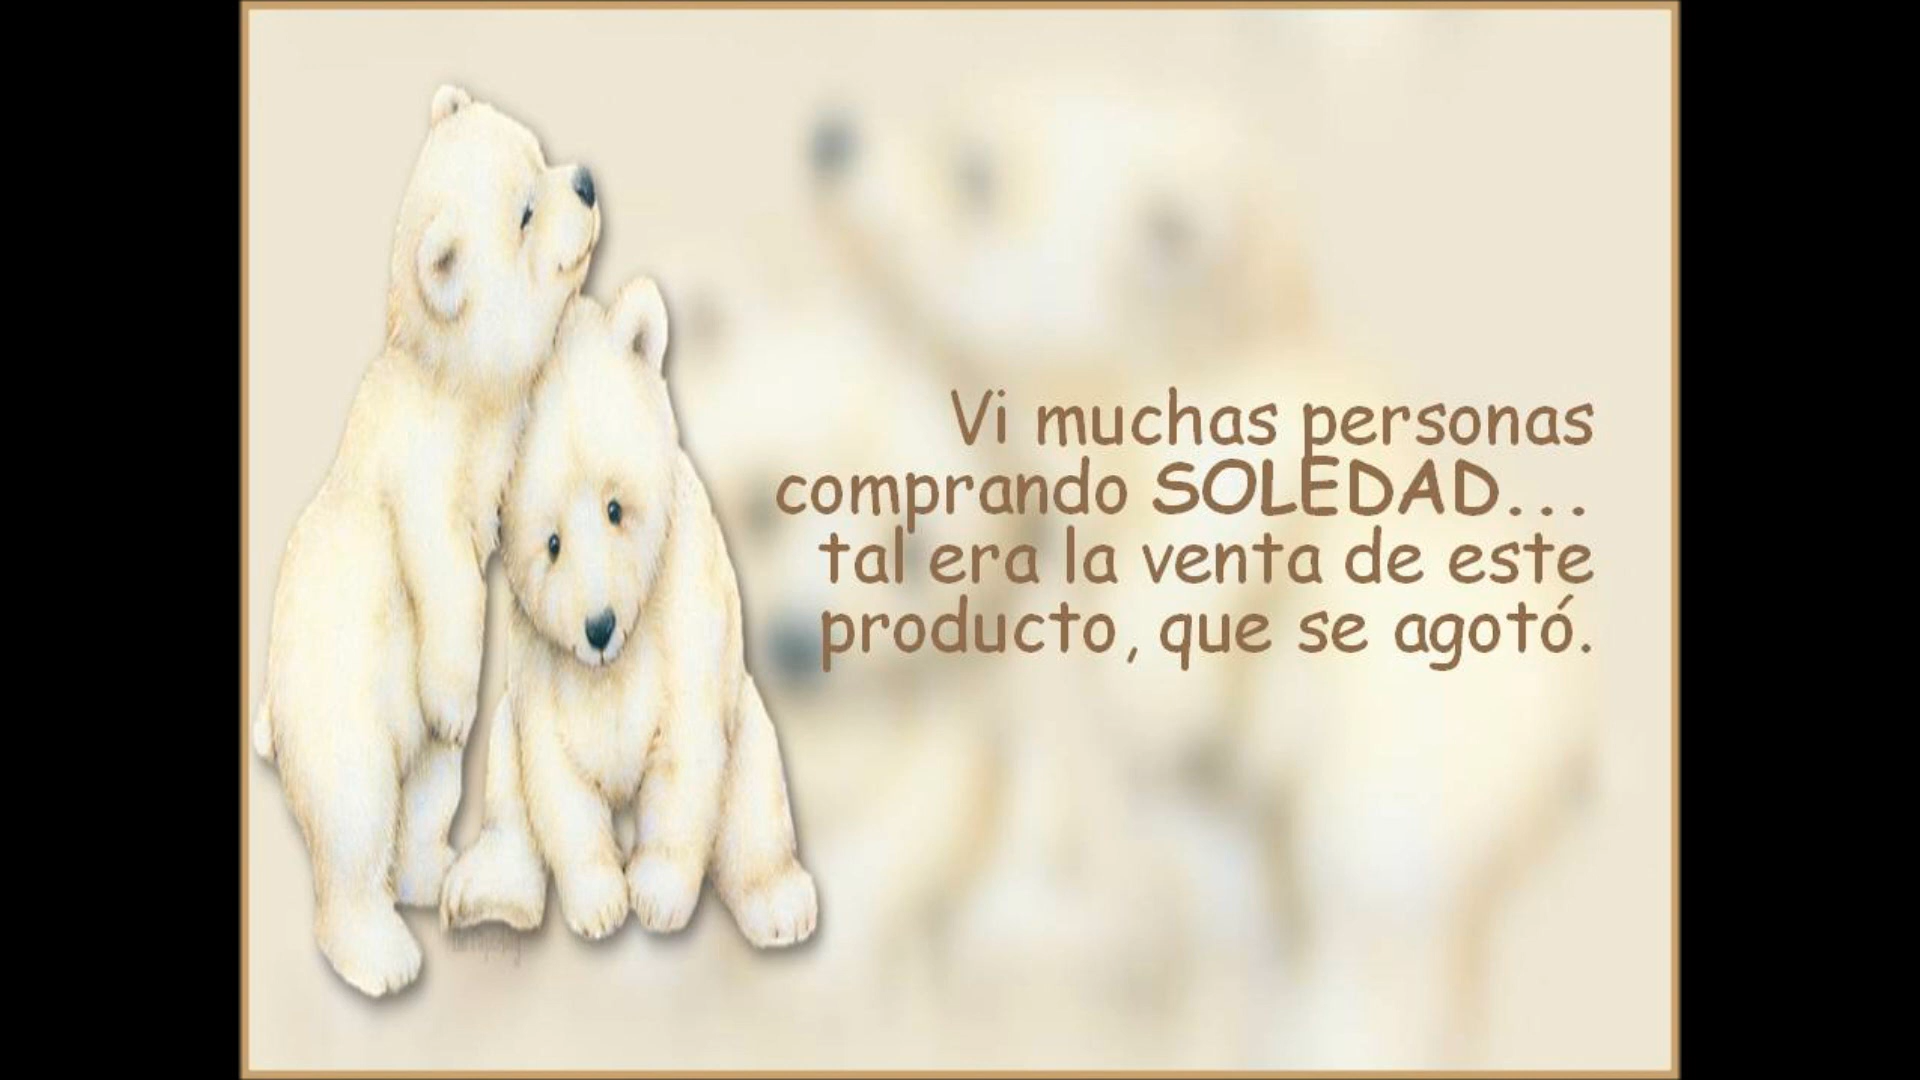 Vi muchas personas
comprando SOLEDAD...
tal era la venta de este
producto, que se agotó.